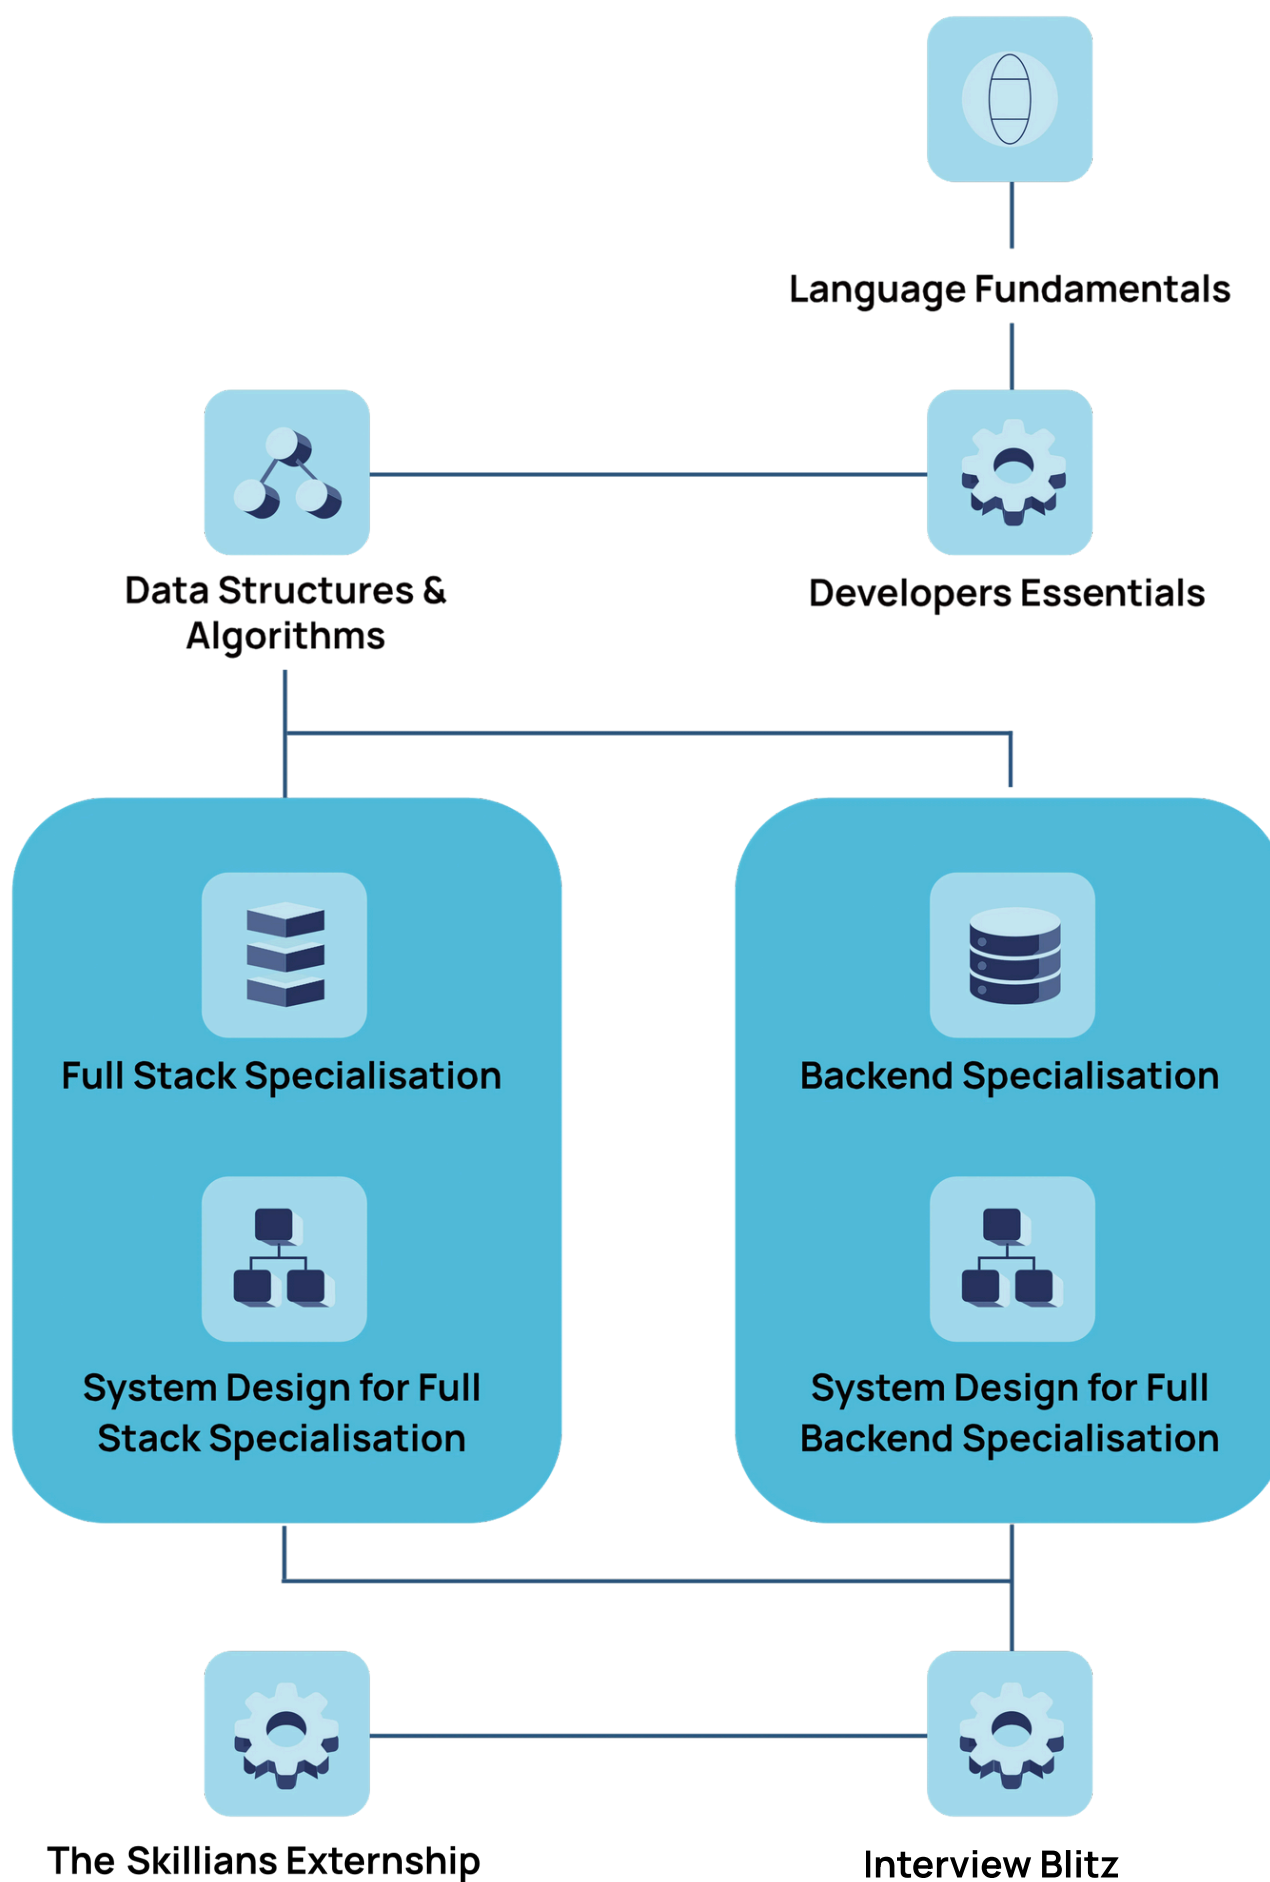 Language Fundamentals
Data Structures &
Algorithms
Developers Essentials
Full Stack Specialisation
System Design for Full
Stack Specialisation
Backend Specialisation
System Design for Full
Backend Specialisation
The Skillians Externship
Interview Blitz